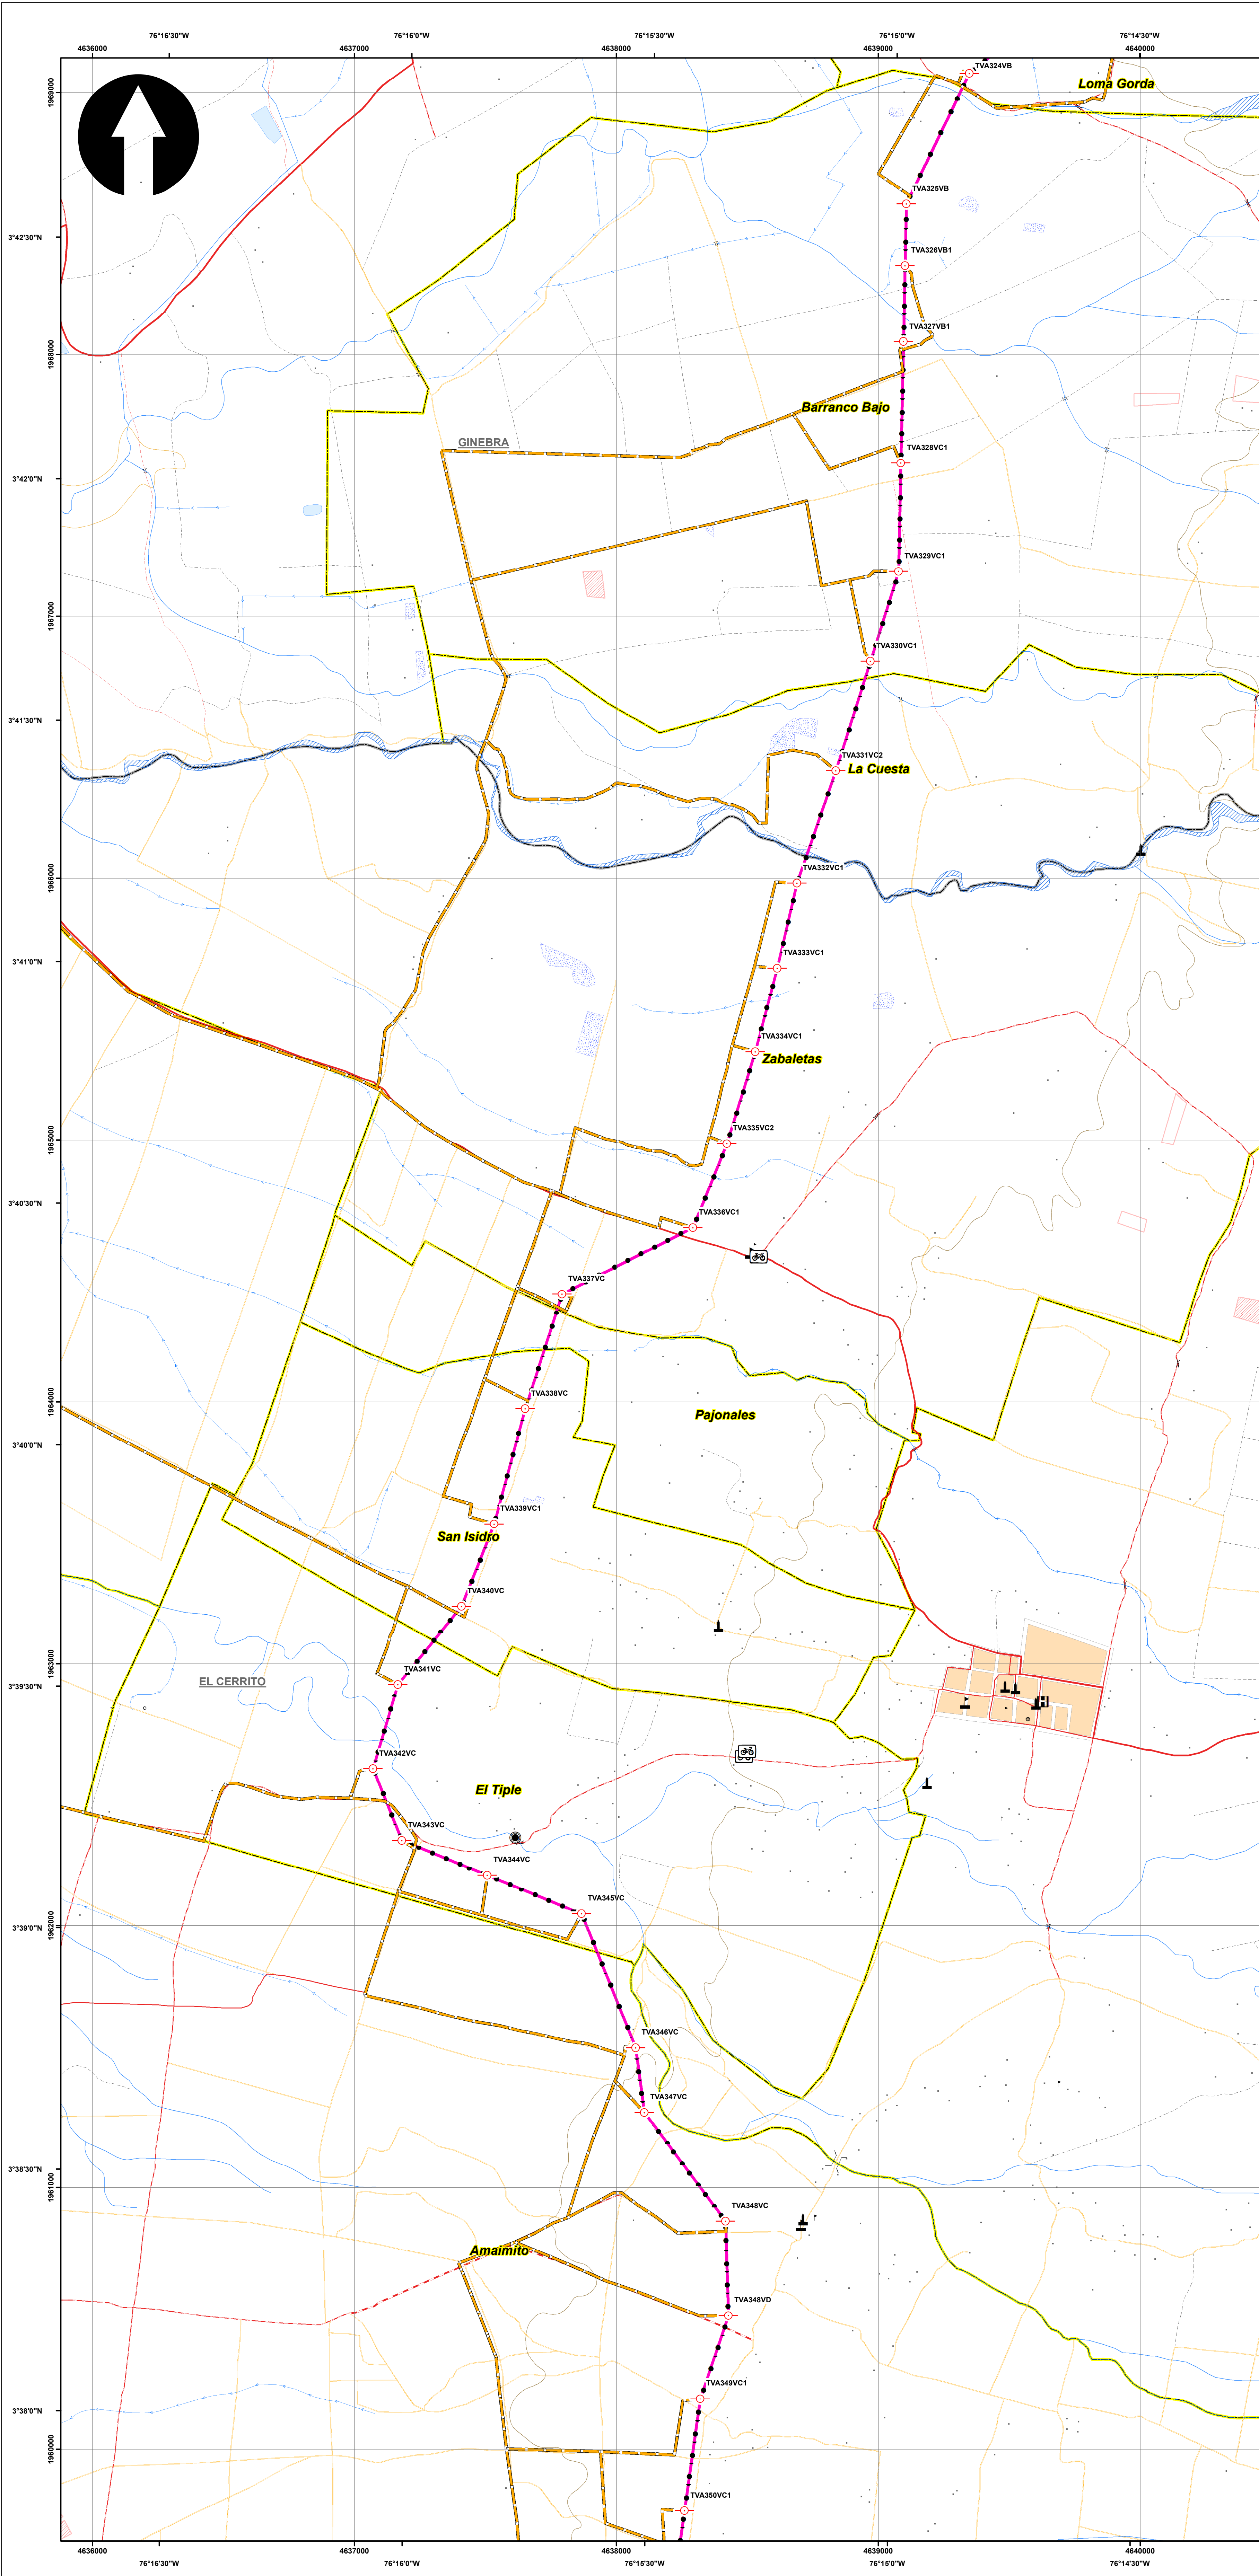 76°16'30"W 76°16'0"W 76°15'30"W 76°15'0"W 76°14'30"W
4636000 4637000 4638000 4639000 4640000
TVA324VB
Loma Gorda
1969000
TVA325VB
3°42'30"N
TVA326VB1
TVA327VB1
1968000
Barranco Bajo
GINEBRA
TVA328VC1
3°42'0"N
TVA329VC1
1967000
TVA330VC1
3°41'30"N
TVA331VC2
La Cuesta
TVA332VC1
1966000
TVA333VC1
3°41'0"N
TVA334VC1
Zabaletas
TVA335VC2
1965000
3°40'30"N
TVA336VC1
TVA337VC
TVA338VC
1964000
Pajonales
3°40'0"N
TVA339VC1
San Isidro
TVA340VC
1963000
TVA341VC
EL CERRITO
3°39'30"N
TVA342VC
El Tiple
TVA343VC
TVA344VC
TVA345VC
1962000
3°39'0"N
TVA346VC
TVA347VC
3°38'30"N
1961000
TVA348VC
Amaimito
TVA348VD
TVA349VC1
3°38'0"N
1960000
TVA350VC1
4636000 4637000 4638000 4639000 4640000
76°16'30"W 76°16'0"W 76°15'30"W 76°15'0"W 76°14'30"W